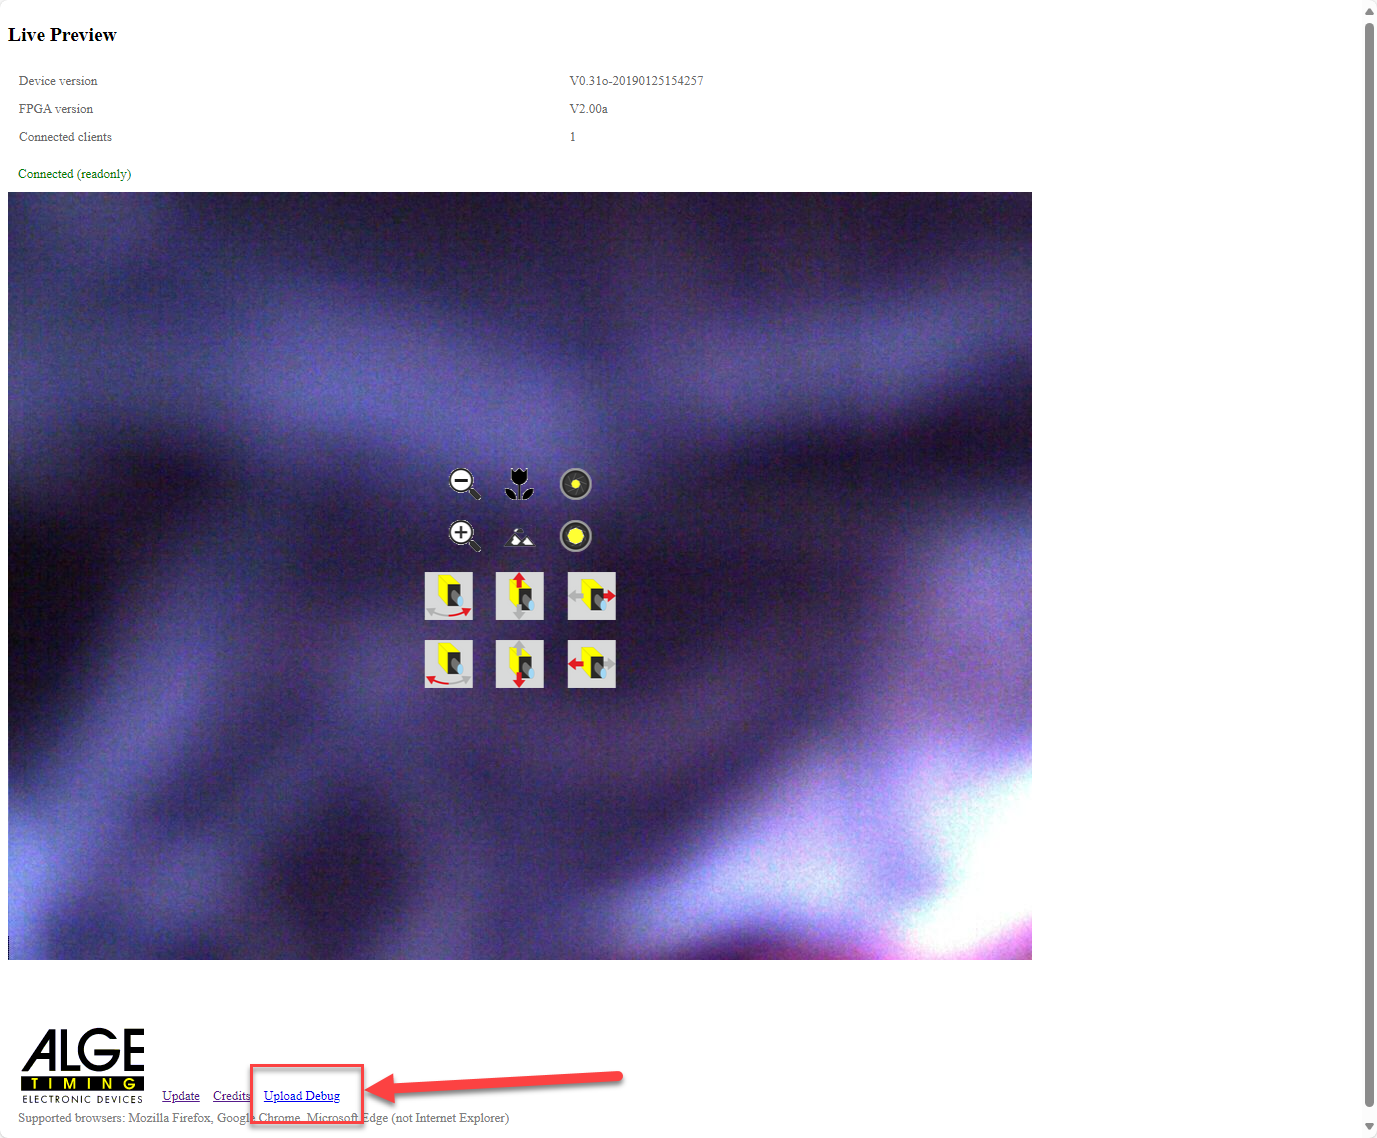 Live Preview
Device version V0.31o-20190125154257
FPGA version V2.00a
Connected clients 1
Connected (readonly)
ALGE
TIMING
ELECTRONIC DEVICES
Update Credits Upload Debug
Supported browsers: Mozilla Firefox, Google Chrome, Microsoft Edge (not Internet Explorer)